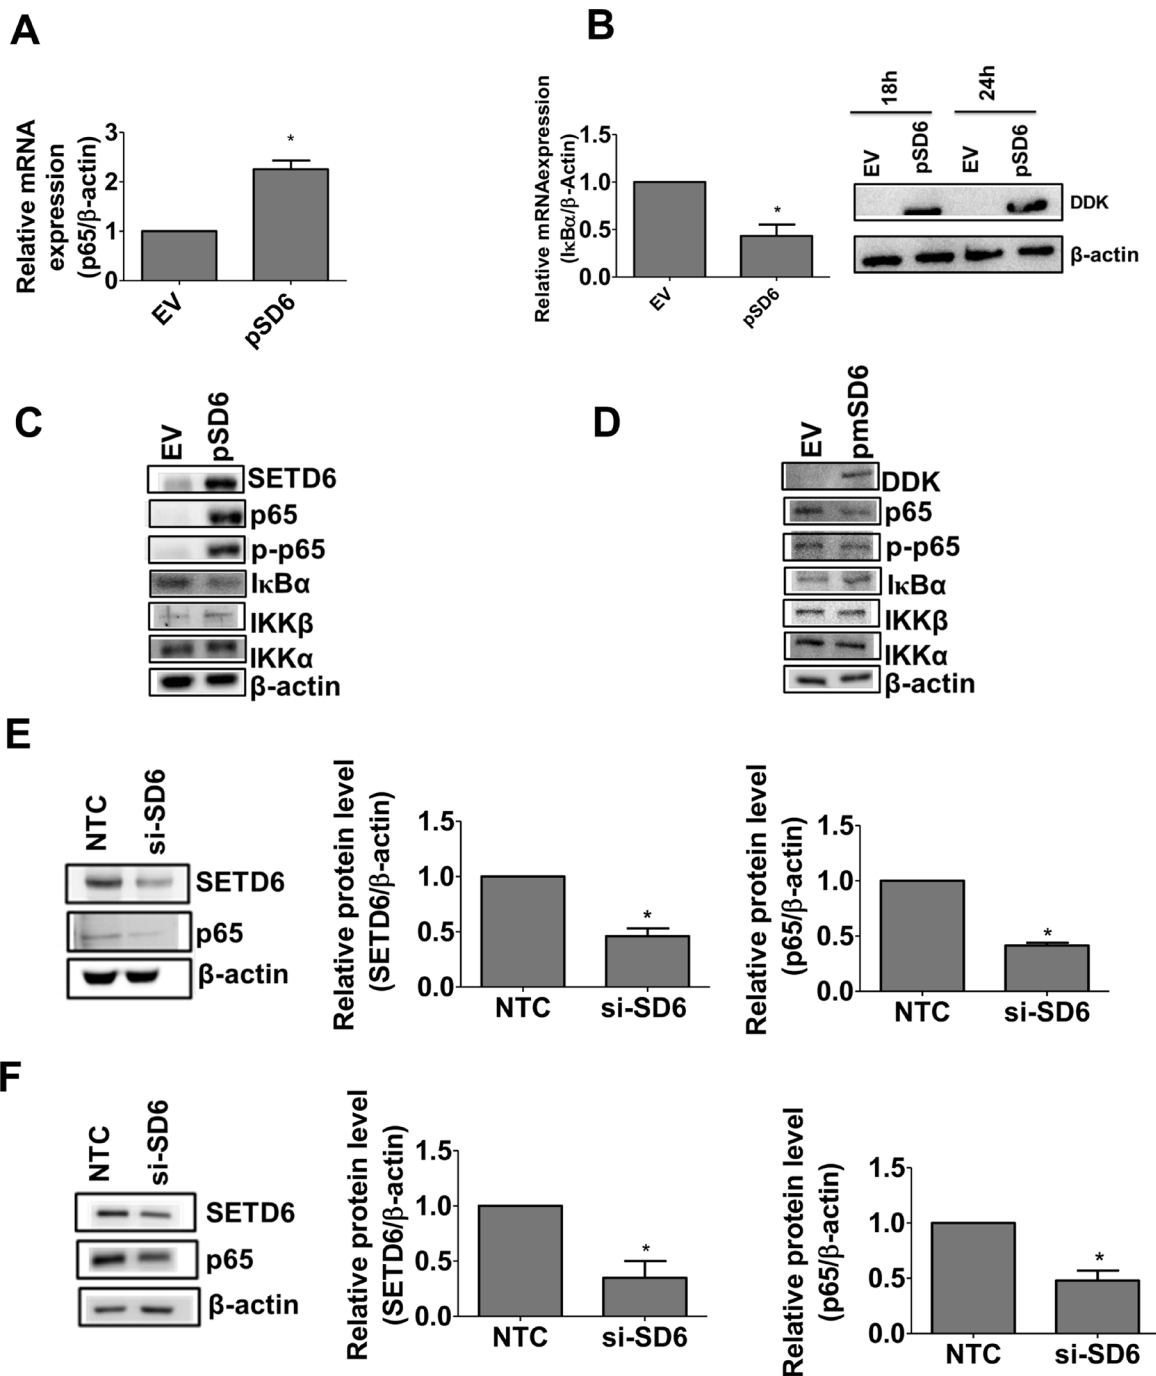 A
Relative mRNA
expression
(p65/β-actin)
3
2
1
0
*
EV
pSD6
B
Relative mRNAexpression
(IκBα/β-Actin)
1.5
1.0
0.5
0.0
*
EV
pSD6
18h
24h
EV
pSD6
EV
pSD6
DDK
β-actin
C
EV
pSD6
SETD6
p65
p-p65
IκBα
IKKβ
IKKα
β-actin
D
EV
pmSD6
DDK
p65
p-p65
IκBα
IKKβ
IKKα
β-actin
E
NTC
si-SD6
SETD6
p65
β-actin
Relative protein level
(SETD6/β-actin)
1.5
1.0
0.5
0.0
*
NTC
si-SD6
Relative protein level
(p65/β-actin)
1.5
1.0
0.5
0.0
*
NTC
si-SD6
F
NTC
si-SD6
SETD6
p65
β-actin
Relative protein level
(SETD6/β-actin)
1.5
1.0
0.5
0.0
*
NTC
si-SD6
Relative protein level
(p65/β-actin)
1.5
1.0
0.5
0.0
*
NTC
si-SD6